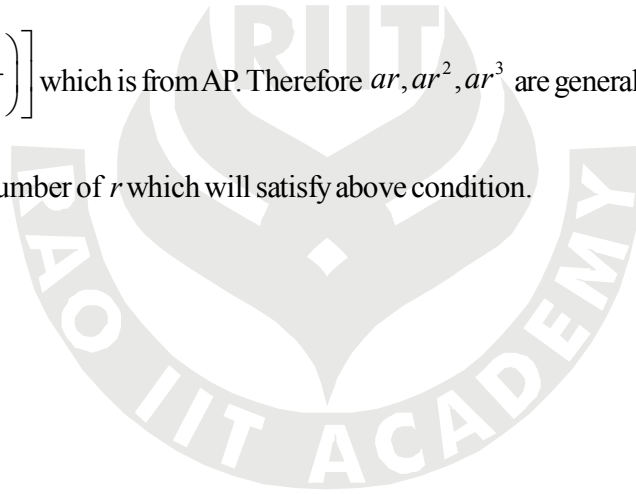 RIIT
)] which is from AP. Therefore ar, ar², ar³ are general
umber of r which will satisfy above condition.
RAO IIT ACADEMY